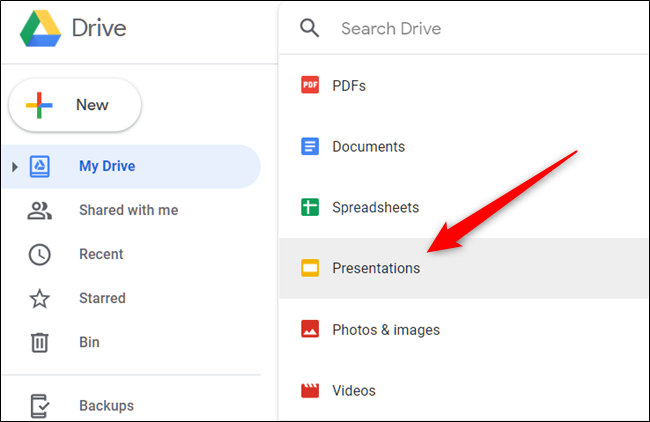 Drive
New
My Drive
Shared with me
Recent
Starred
Bin
Backups
Search Drive
PDF PDFs
Documents
Spreadsheets
Presentations
Photos & images
Videos